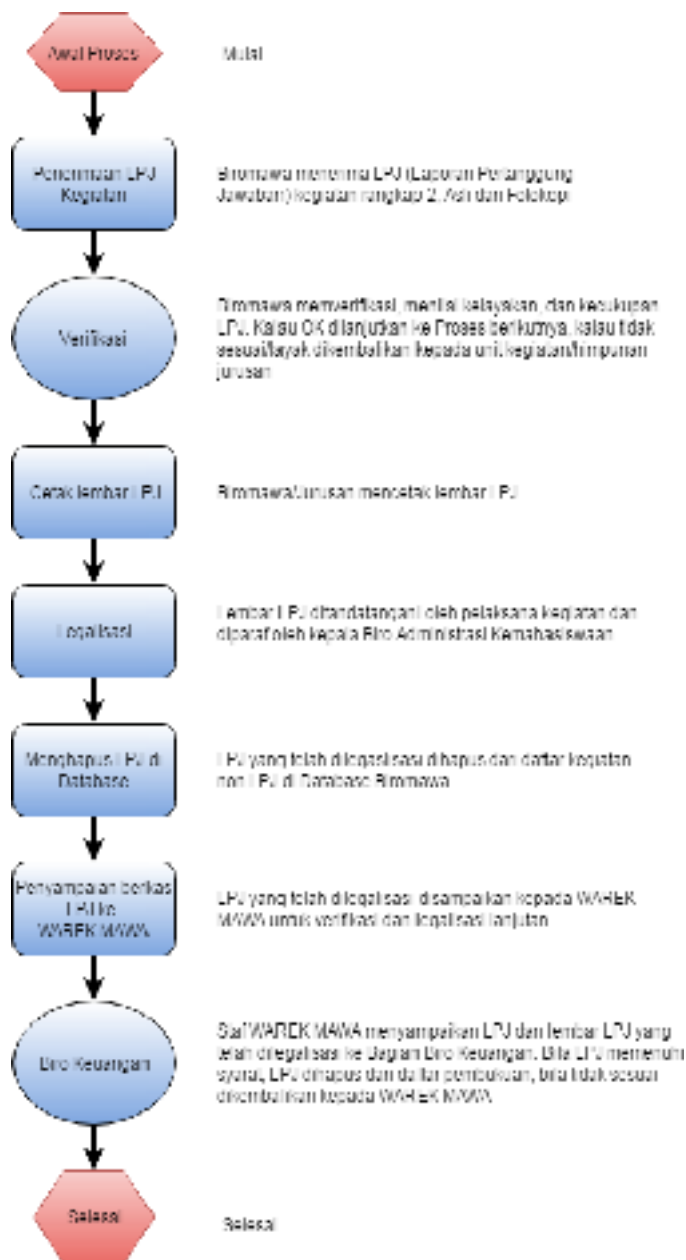 Awal Proses
Mulai
Penerimaan LPJ
Kegiatan
Biromawa menerima LPJ (Laporan Pertanggung
Jawaban) kegiatan rangkap 2, Asli dan Fotokopi
Verifikasi
Biromawa memverifikasi, menilai kelayakan, dan kecukupan
LPJ. Kalau OK dilanjutkan ke Proses berikutnya, kalau tidak
sesuai/layak dikembalikan kepada unit kegiatan/himpunan
jurusan
Cetak lembar LPJ
Biromawa/Jurusan mencetak lembar LPJ
Legalisasi
Lembar LPJ ditandatangani oleh pelaksana kegiatan dan
diparaf oleh kepala Biro Administrasi Kemahasiswaan
Menghapus LPJ di
Database
LPJ yang telah dilegaslisasi dihapus dari daftar kegiatan
non LPJ di Database Biromawa
Penyampaian berkas
LPJ ke
WAREK MAWA
LPJ yang telah dilegalisasi disampaikan kepada WAREK
MAWA untuk verifikasi dan legalisasi lanjutan
Biro Keuangan
Staf WAREK MAWA menyampaikan LPJ dan lembar LPJ yang
telah dilegalisasi ke Bagian Biro Keuangan. Bila LPJ memenuhi
syarat, LPJ dihapus dari daftar pembukuan, bila tidak sesuai
dikembalikan kepada WAREK MAWA
Selesai
Selesai